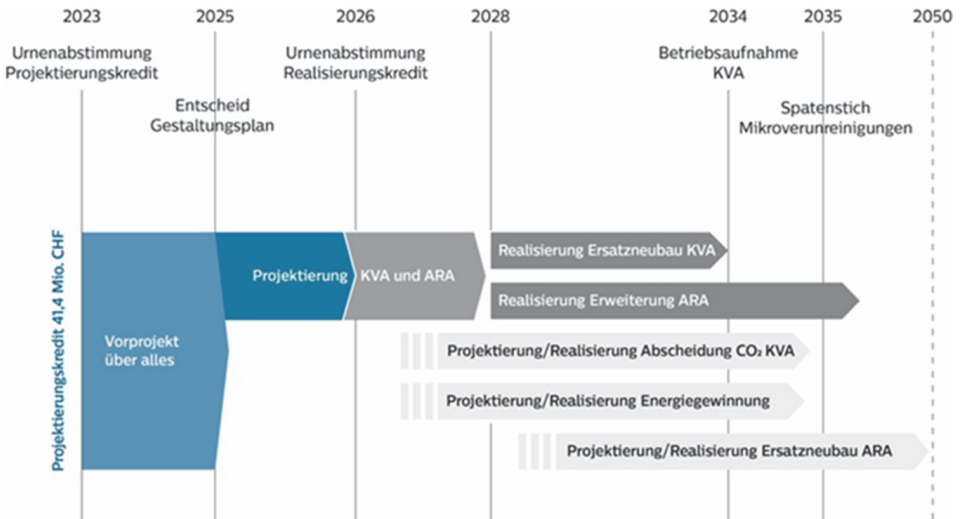 2023 2025 2026 2028 2034 2035 2050
Urnenabstimmung
Projektierungskredit
Entscheid
Gestaltungsplan
Urnenabstimmung
Realisierungskredit
Betriebsaufnahme
KVA
Spatenstich
Mikroverunreinigungen
Projektierungskredit 41,4 Mio. CHF
Vorprojekt
über alles
Projektierung KVA und ARA
Realisierung Ersatzneubau KVA
Realisierung Erweiterung ARA
Projektierung/Realisierung Abscheidung CO₂ KVA
Projektierung/Realisierung Energiegewinnung
Projektierung/Realisierung Ersatzneubau ARA